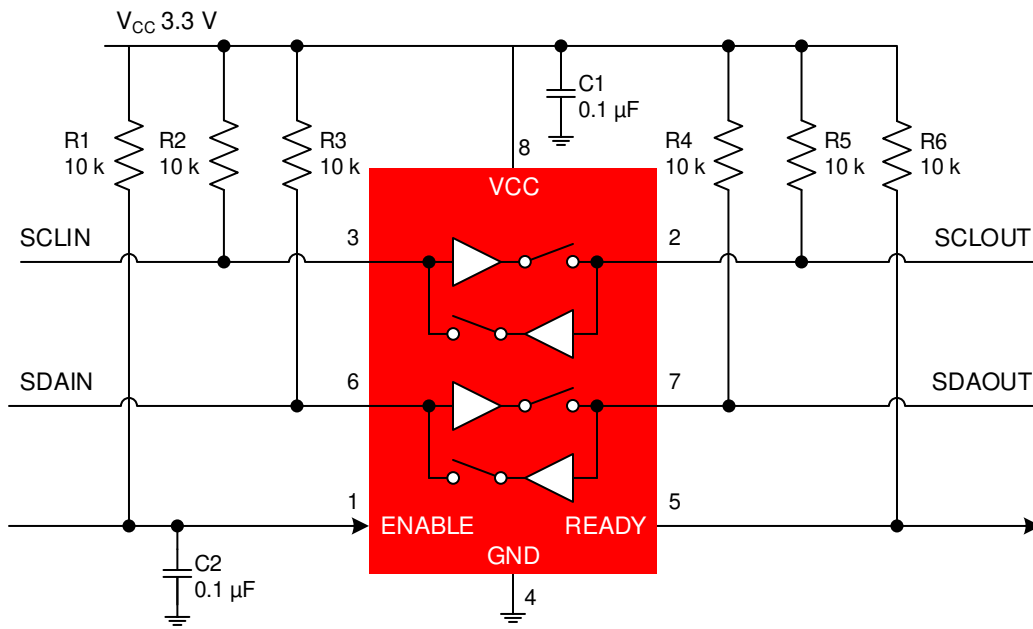 VCC 3.3 V
C1
0.1 µF
R1
10 k
R2
10 k
R3
10 k
8
R4
10 k
R5
10 k
R6
10 k
VCC
SCLIN
3
2
SCLOUT
SDAIN
6
7
SDAOUT
1
ENABLE
READY
5
GND
C2
0.1 µF
4